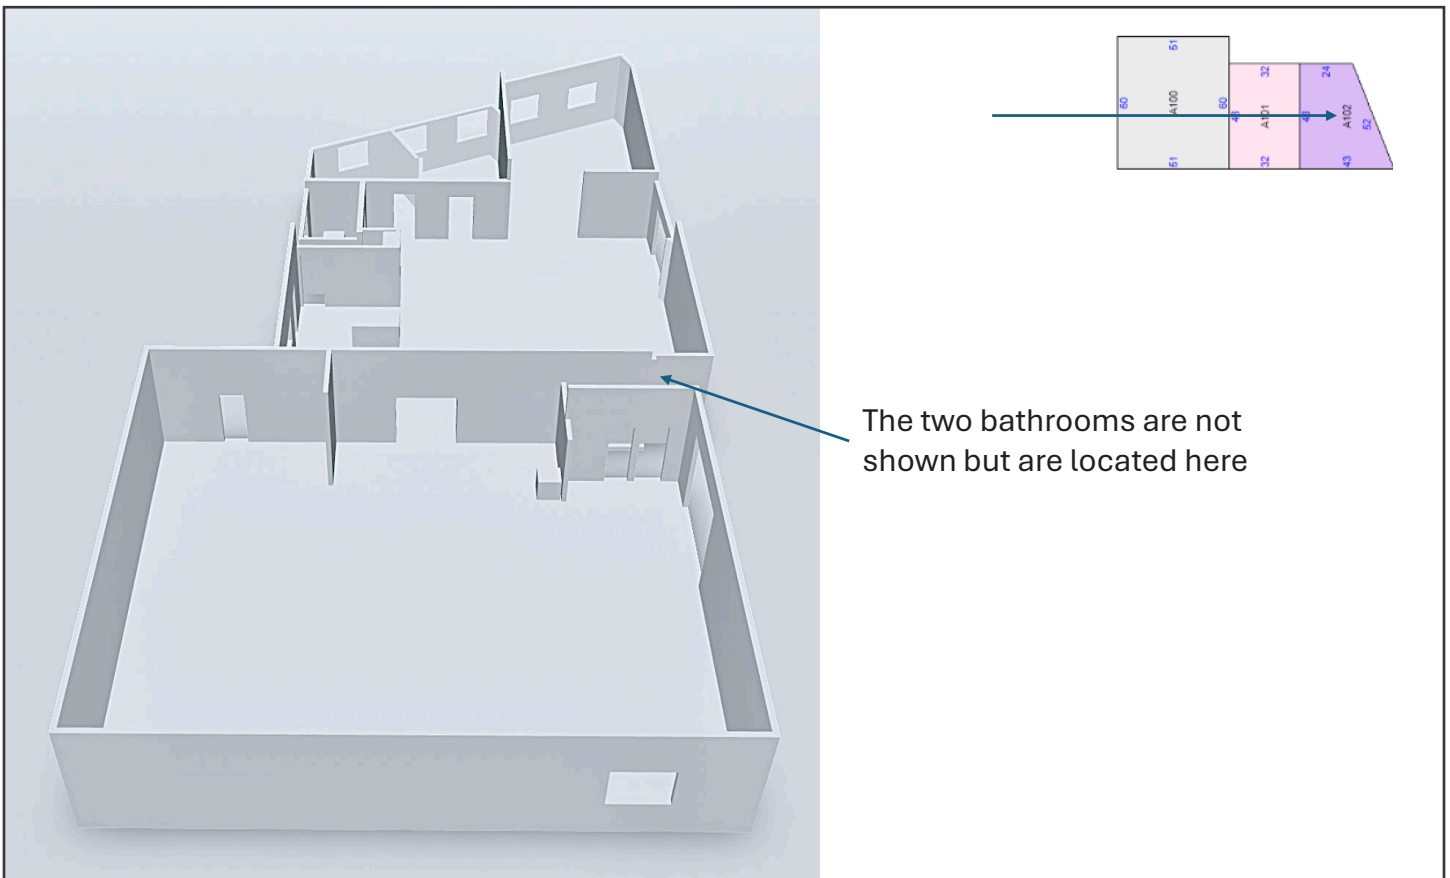 51
60
A100
60
51
32
48
A101
32
24
48
A102
52
43
The two bathrooms are not
shown but are located here